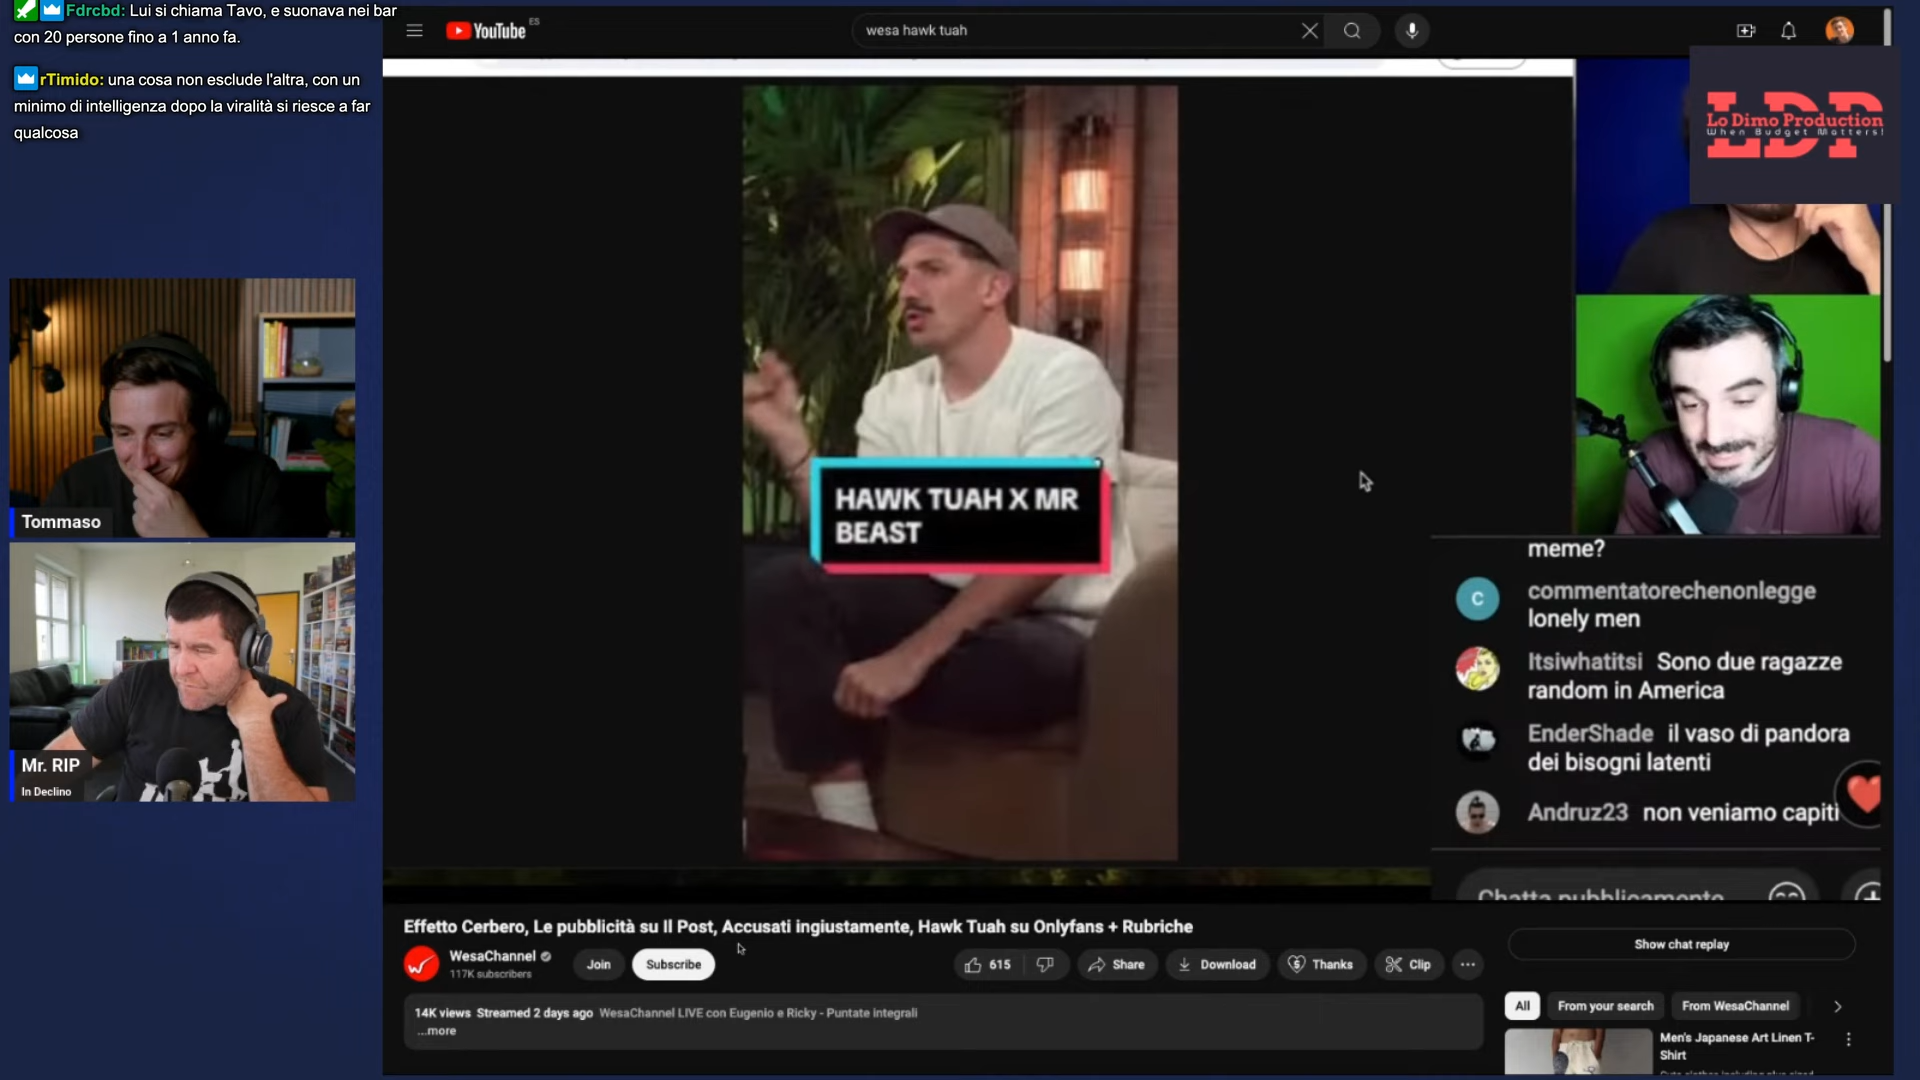 Fdrcbd: Lui si chiama Tavo, e suonava nei bar
con 20 persone fino a 1 anno fa.
rTimido: una cosa non esclude l'altra, con un
minimo di intelligenza dopo la viralità si riesce a far
qualcosa
YouTube ES
wesa hawk tuah
LDP
Lo Dimo Production
When Budget Matters!
HAWK TUAH X MR
BEAST
Tommaso
Mr. RIP
In Declino
meme?
C
commentatorechenonlegge
lonely men
Itsiwhatitsi Sono due ragazze
random in America
EnderShade il vaso di pandora
dei bisogni latenti
Andruz23 non veniamo capiti
Chatta pubblicamente
Effetto Cerbero, Le pubblicità su Il Post, Accusati ingiustamente, Hawk Tuah su Onlyfans + Rubriche
WesaChannel
117K subscribers
Join
Subscribe
615
Share
Download
Thanks
Clip
Show chat replay
14K views Streamed 2 days ago WesaChannel LIVE con Eugenio e Ricky - Puntate integrali
...more
All
From your search
From WesaChannel
Men's Japanese Art Linen T-
Shirt